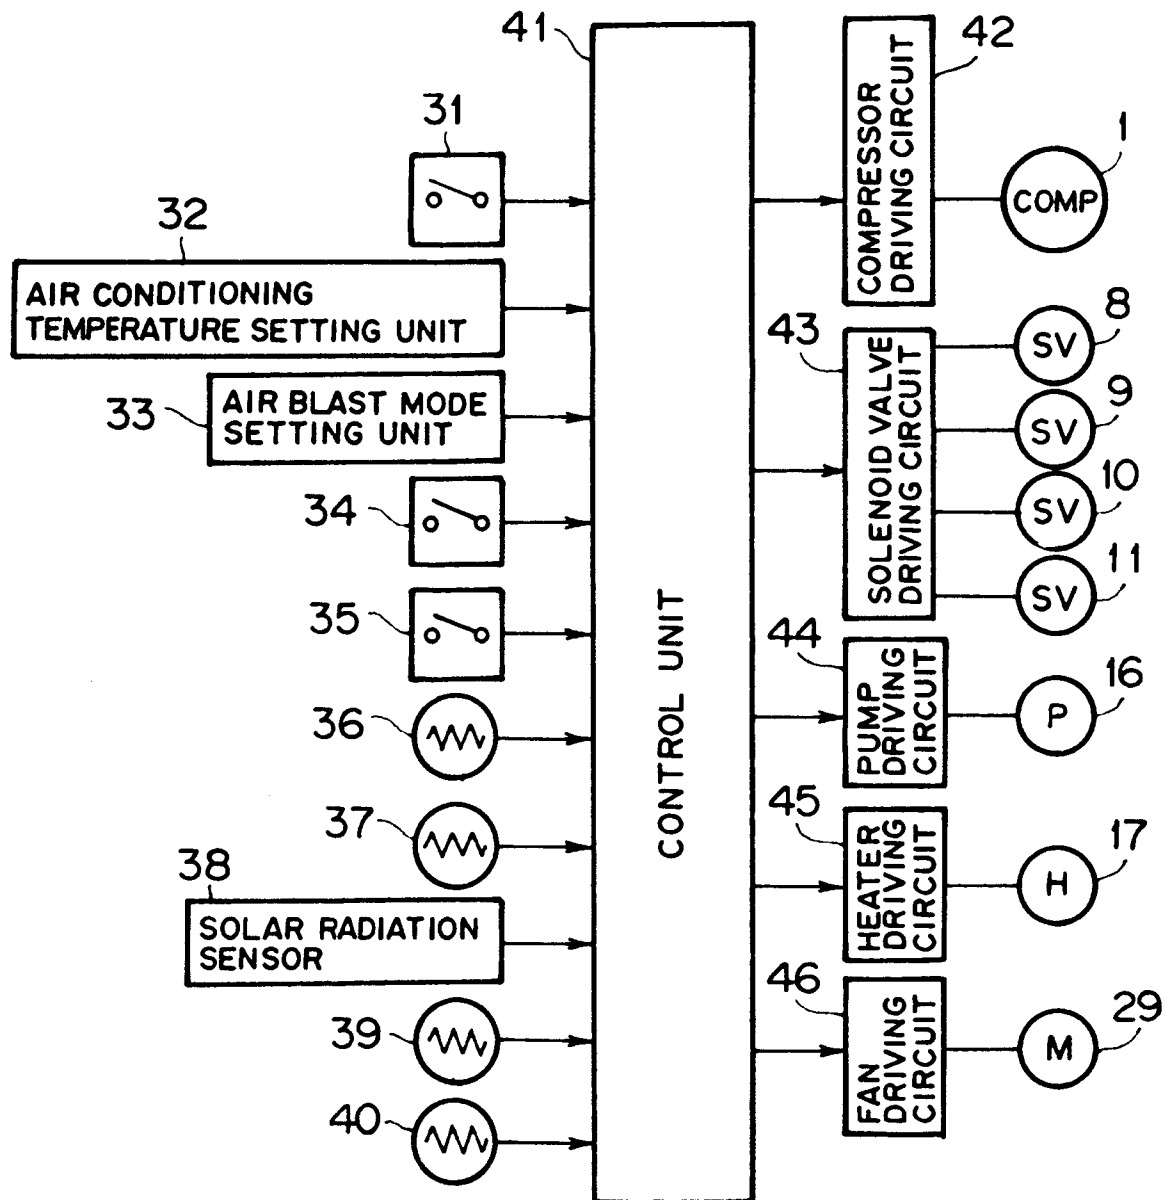 41
31
32
AIR CONDITIONING
TEMPERATURE SETTING UNIT
33
AIR BLAST MODE
SETTING UNIT
34
35
36
37
38
SOLAR RADIATION
SENSOR
39
40
CONTROL UNIT
42
COMPRESSOR
DRIVING CIRCUIT
1
COMP
43
SOLENOID VALVE
DRIVING CIRCUIT
8
SV
9
SV
10
SV
11
SV
44
PUMP
DRIVING
CIRCUIT
16
P
45
HEATER
DRIVING
CIRCUIT
17
H
46
FAN
DRIVING
CIRCUIT
29
M